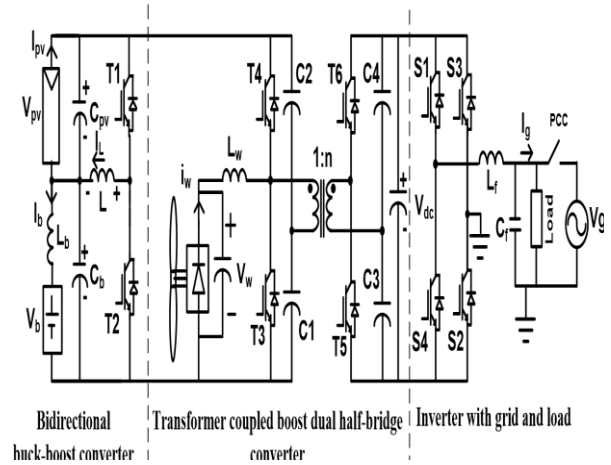 I_pv
V_pv
C_pv
+
-
T1
I_L
L
+
-
I_b
L_b
C_b
+
-
V_b
T2
T4
C2
L_w
i_w
+
V_w
-
T3
C1
1:n
T6
C4
V_dc
+
-
C3
T5
S1
S3
I_g
PCC
L_f
C_f
Load
Vg
S4
S2
Bidirectional
buck-boost converter
Transformer coupled boost dual half-bridge
converter
Inverter with grid and load